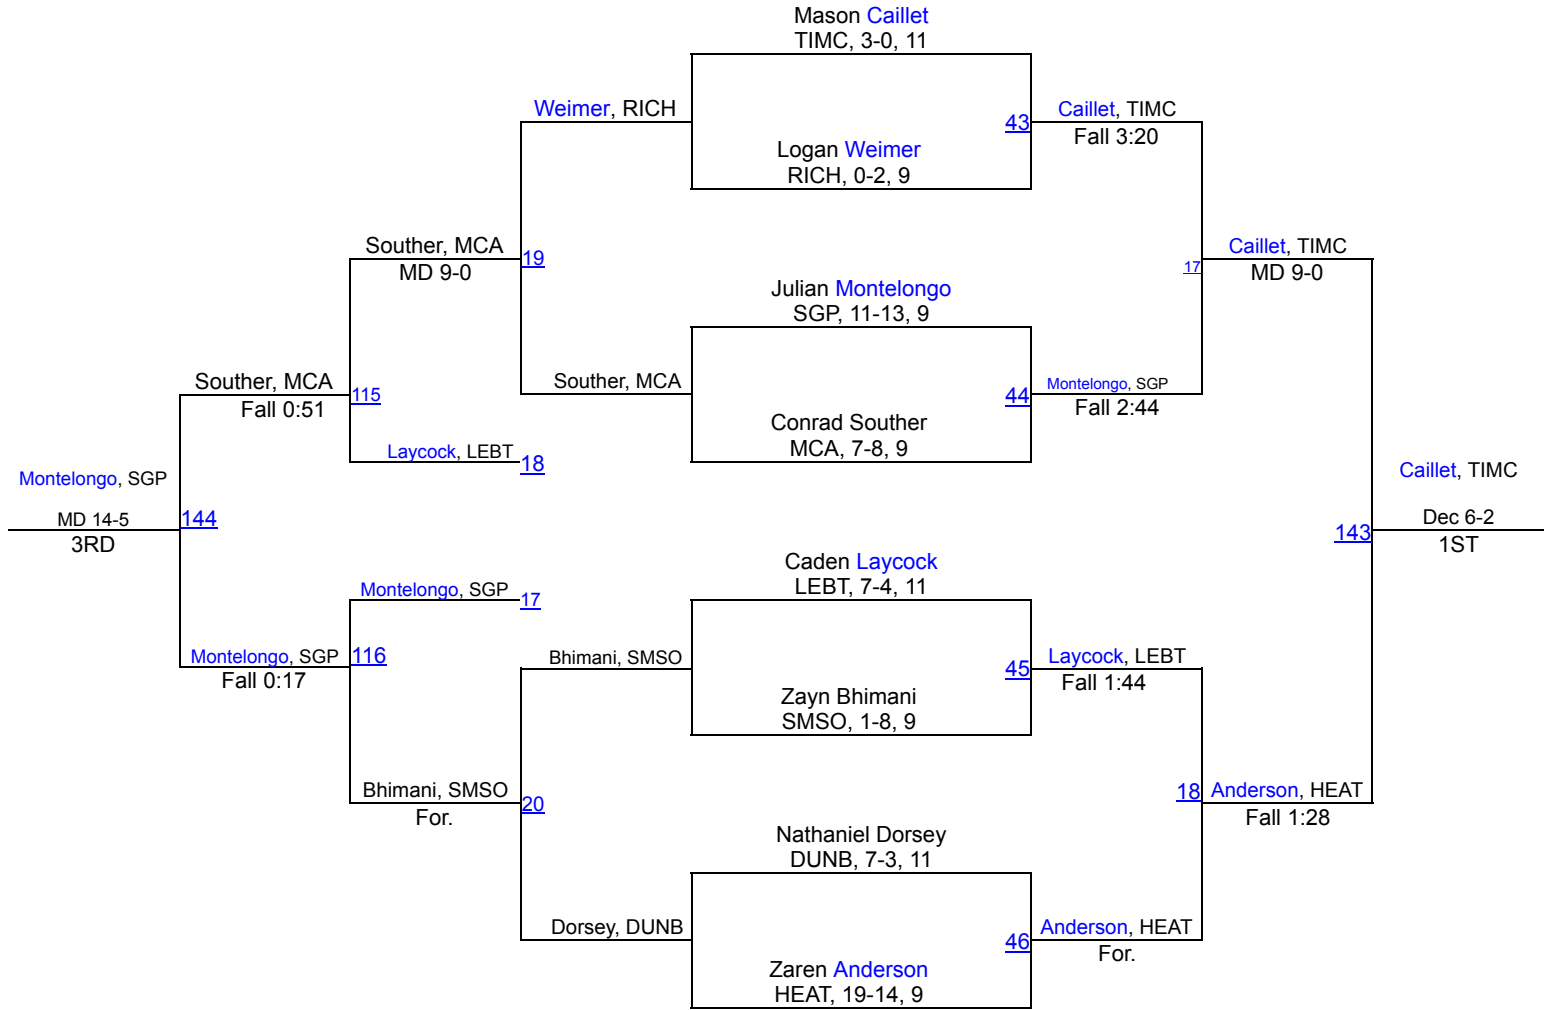 Mason Caillet
TIMC, 3-0, 11
Weimer, RICH
43
Caillet, TIMC
Fall 3:20
Logan Weimer
RICH, 0-2, 9
Souther, MCA
MD 9-0
19
17
Caillet, TIMC
MD 9-0
Julian Montelongo
SGP, 11-13, 9
Souther, MCA
Fall 0:51
115
Souther, MCA
44
Montelongo, SGP
Fall 2:44
Conrad Souther
MCA, 7-8, 9
Laycock, LEBT
18
Montelongo, SGP
MD 14-5
3RD
144
Caillet, TIMC
143
Dec 6-2
1ST
Caden Laycock
LEBT, 7-4, 11
Montelongo, SGP
17
Montelongo, SGP
Fall 0:17
116
Bhimani, SMSO
45
Laycock, LEBT
Fall 1:44
Zayn Bhimani
SMSO, 1-8, 9
Bhimani, SMSO
For.
20
18
Anderson, HEAT
Fall 1:28
Nathaniel Dorsey
DUNB, 7-3, 11
Dorsey, DUNB
46
Anderson, HEAT
For.
Zaren Anderson
HEAT, 19-14, 9